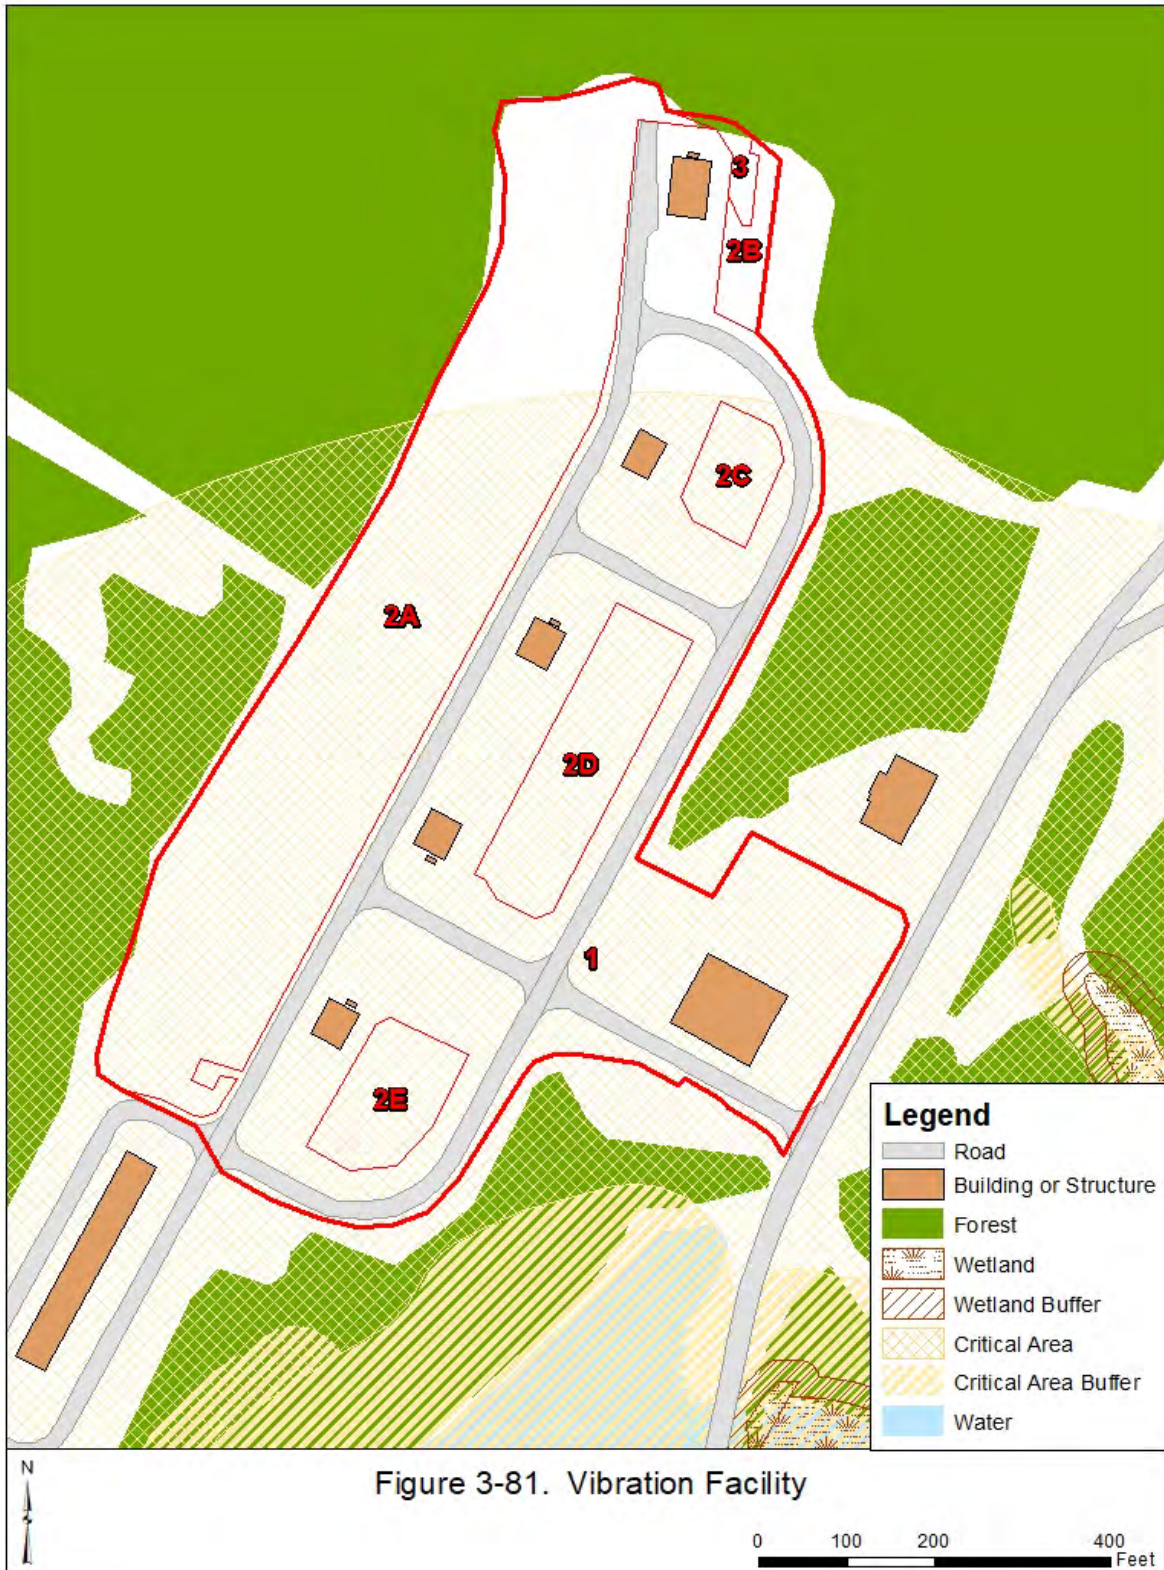 3
2B
2C
2A
2D
1
2E
Legend
Road
Building or Structure
Forest
Wetland
Wetland Buffer
Critical Area
Critical Area Buffer
Water
N
Figure 3-81. Vibration Facility
0 100 200 400
Feet